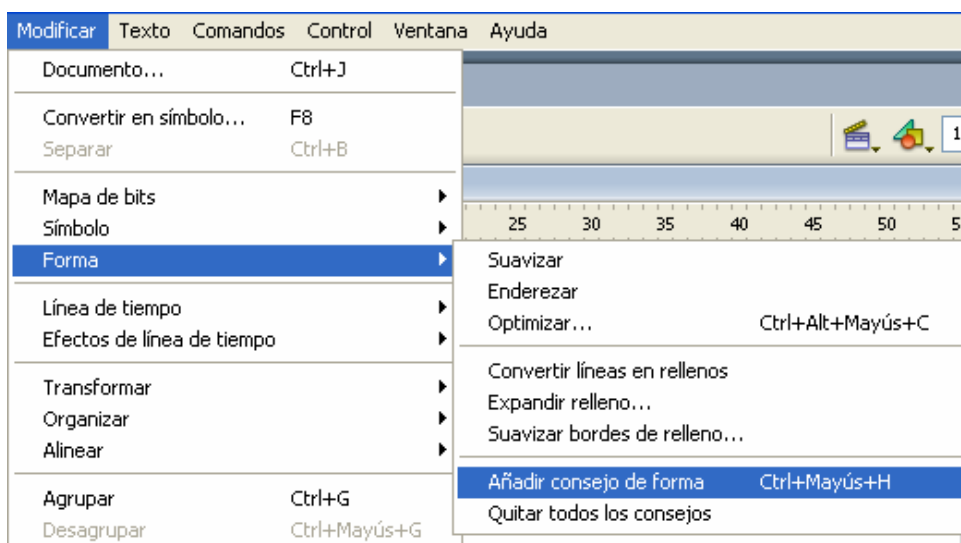 Modificar Texto Comandos Control Ventana Ayuda
Documento... Ctrl+J
Convertir en símbolo... F8
Separar Ctrl+B
Mapa de bits
Símbolo
Forma
Línea de tiempo
Efectos de línea de tiempo
Transformar
Organizar
Alinear
Agrupar Ctrl+G
Desagrupar Ctrl+Mayús+G
1
25 30 35 40 45 50 5
Suavizar
Enderezar
Optimizar... Ctrl+Alt+Mayús+C
Convertir líneas en rellenos
Expandir relleno...
Suavizar bordes de relleno...
Añadir consejo de forma Ctrl+Mayús+H
Quitar todos los consejos